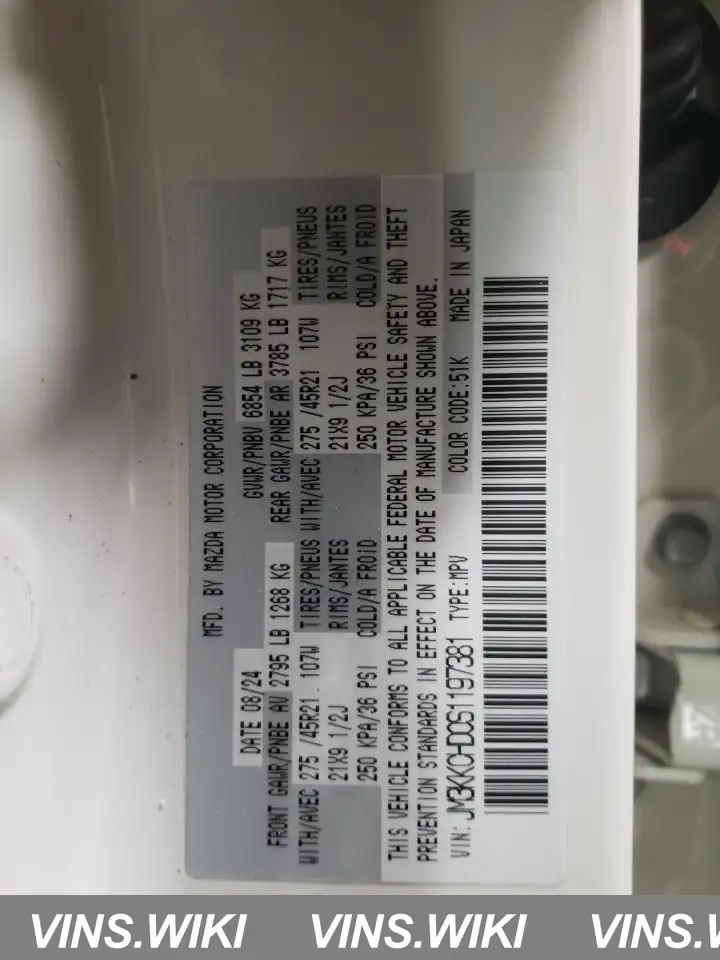 MFD. BY MAZDA MOTOR CORPORATION
DATE 08/24 GVWR/PNBV 6854 LB 3109 KG
FRONT GAWR/PNBE AV 2795 LB 1268 KG REAR GAWR/PNBE AR 3785 LB 1717 KG
WITH/AVEC 275 /45R21 107W TIRES/PNEUS WITH/AVEC 275 /45R21 107W TIRES/PNEUS
21X9 1/2J RIMS/JANTES 21X9 1/2J RIMS/JANTES
250 KPA/36 PSI COLD/A FROID 250 KPA/36 PSI COLD/A FROID
THIS VEHICLE CONFORMS TO ALL APPLICABLE FEDERAL MOTOR VEHICLE SAFETY AND THEFT
PREVENTION STANDARDS IN EFFECT ON THE DATE OF MANUFACTURE SHOWN ABOVE.
VIN: JM3KKCHD0S1197381 TYPE:MPV COLOR CODE:51K MADE IN JAPAN
VINS.WIKI VINS.WIKI VINS.W